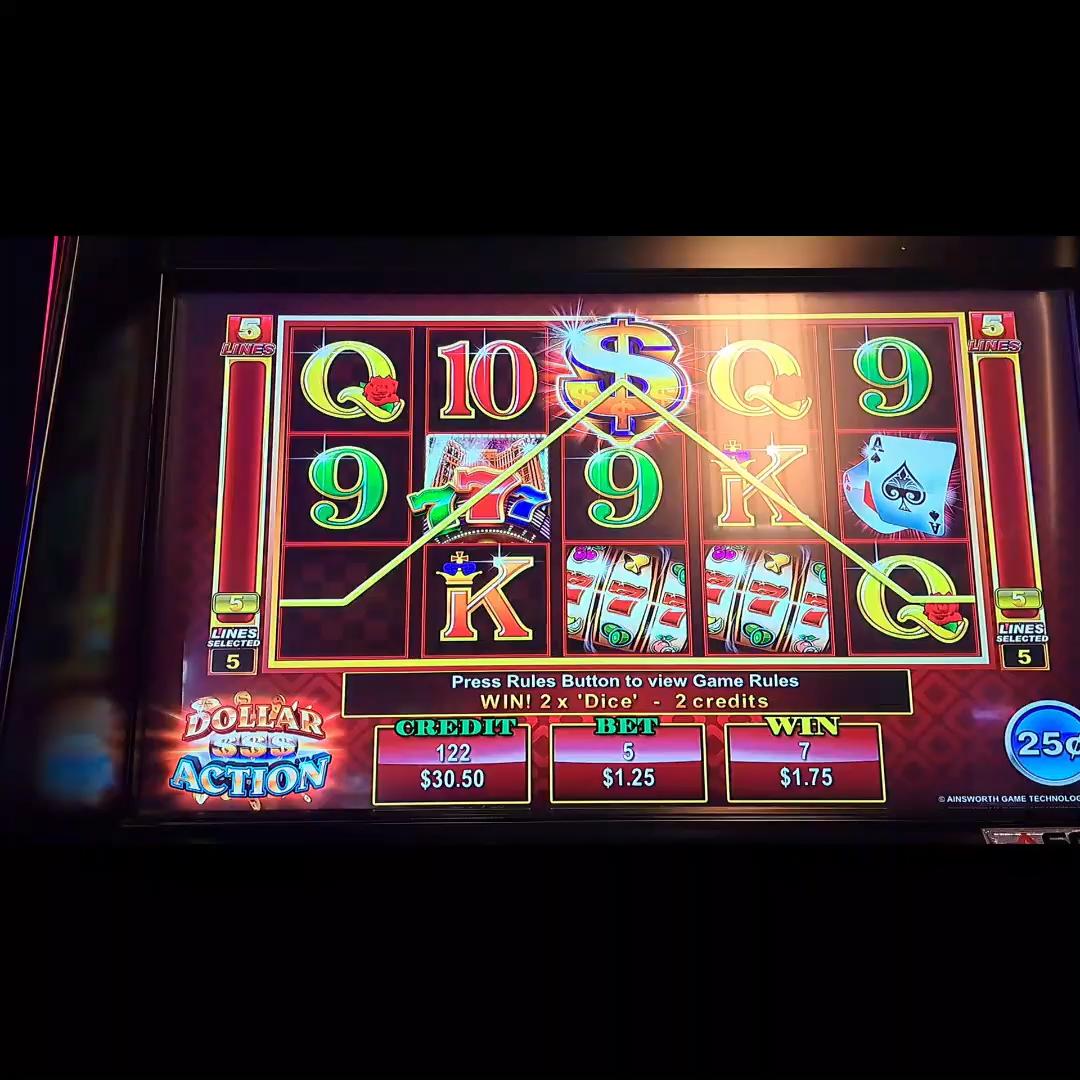 5 5
LINES LINES
Q 10 $ Q 9
9 777 9 K A
K Q
5 5
LINES LINES
SELECTED SELECTED
5 5
Press Rules Button to view Game Rules
WIN! 2 x 'Dice' - 2 credits
DOLLAR
$$$
ACTION
CREDIT BET WIN
122 5 7
$30.50 $1.25 $1.75
25¢
© AINSWORTH GAME TECHNOLOG